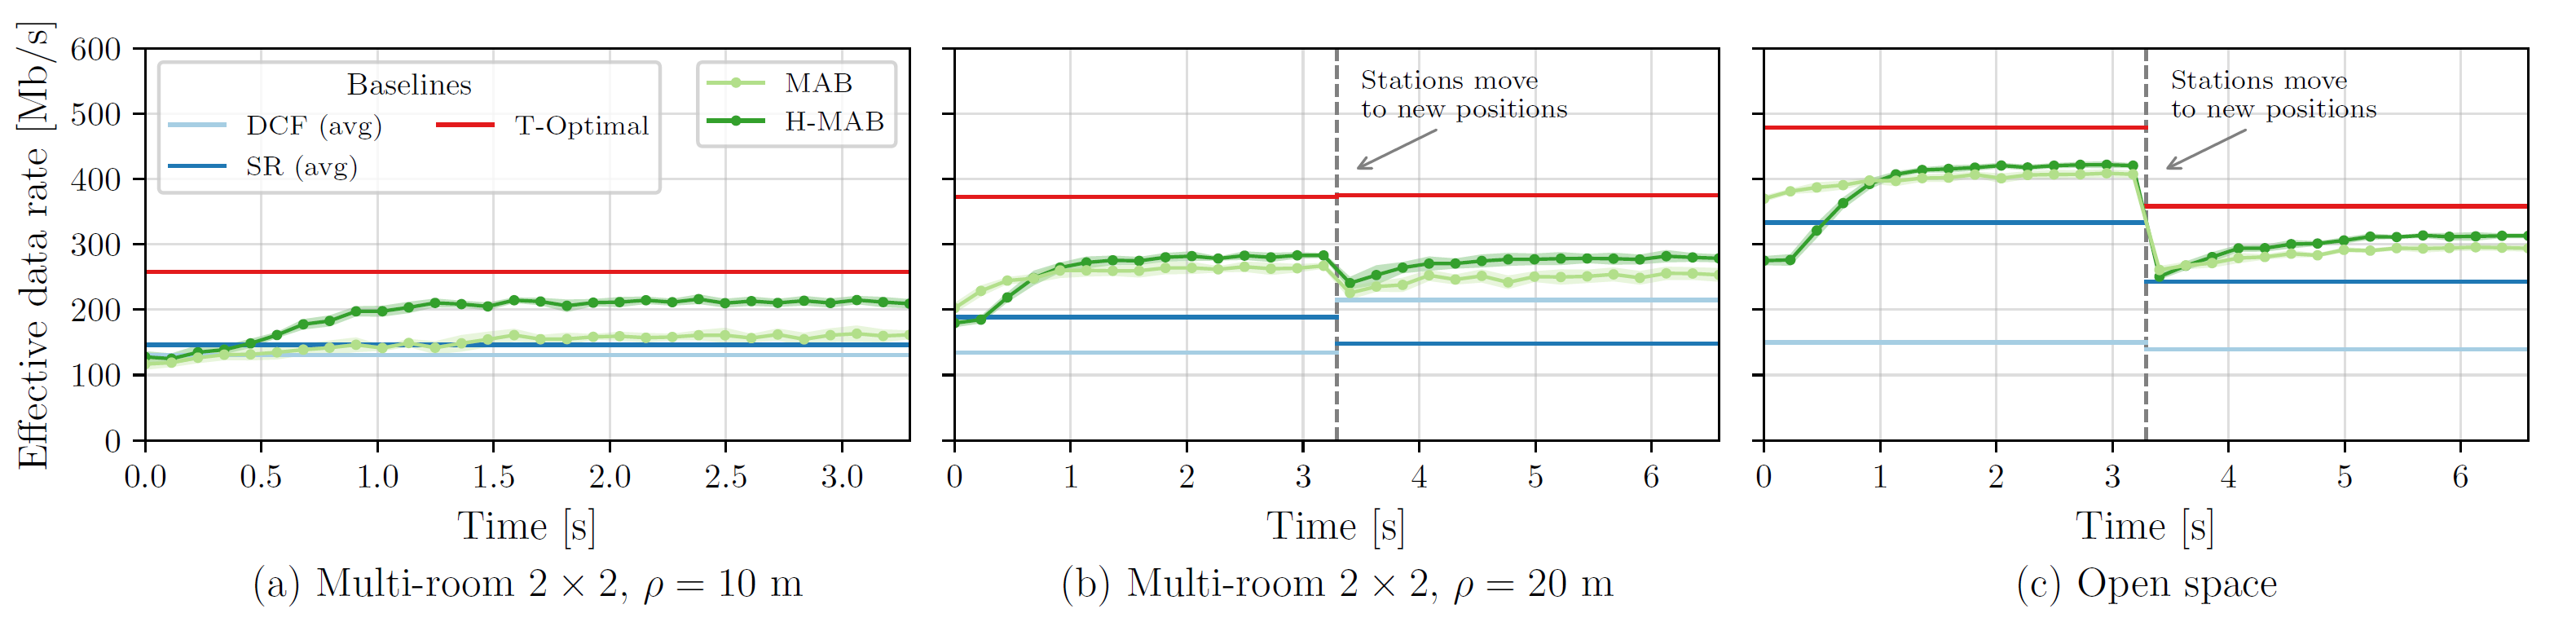 Effective data rate [Mb/s]
600
500
400
300
200
100
0
Baselines
DCF (avg)
T-Optimal
SR (avg)
MAB
H-MAB
0.0 0.5 1.0 1.5 2.0 2.5 3.0
Time [s]
(a) Multi-room 2 × 2, ρ = 10 m
Stations move
to new positions
0 1 2 3 4 5 6
Time [s]
(b) Multi-room 2 × 2, ρ = 20 m
Stations move
to new positions
0 1 2 3 4 5 6
Time [s]
(c) Open space